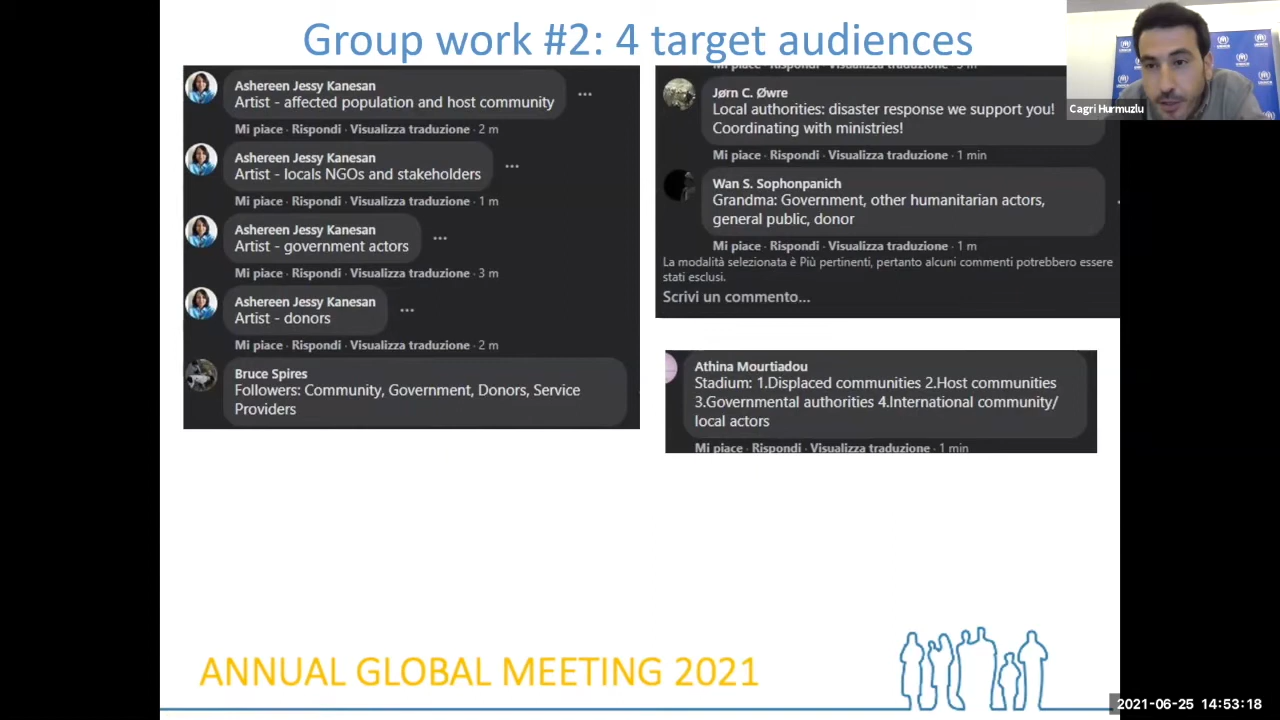 Group work #2: 4 target audiences
Ashereen Jessy Kanesan
Artist - affected population and host community
Mi piace · Rispondi · Visualizza traduzione · 2 m
Ashereen Jessy Kanesan
Artist - locals NGOs and stakeholders
Mi piace · Rispondi · Visualizza traduzione · 1 m
Ashereen Jessy Kanesan
Artist - government actors
Mi piace · Rispondi · Visualizza traduzione · 3 m
Ashereen Jessy Kanesan
Artist - donors
Mi piace · Rispondi · Visualizza traduzione · 2 m
Bruce Spires
Followers: Community, Government, Donors, Service
Providers
Mi piace · Rispondi · Visualizza traduzione
Jørn C. Øwre
Local authorities: disaster response we support you!
Coordinating with ministries!
Mi piace · Rispondi · Visualizza traduzione · 1 min
Wan S. Sophonpanich
Grandma: Government, other humanitarian actors,
general public, donor
Mi piace · Rispondi · Visualizza traduzione · 1 m
La modalità selezionata è Più pertinenti, pertanto alcuni commenti potrebbero essere
stati esclusi.
Scrivi un commento...
Athina Mourtiadou
Stadium: 1.Displaced communities 2.Host communities
3.Governmental authorities 4.International community/
local actors
Mi piace · Rispondi · Visualizza traduzione · 1 min
ANNUAL GLOBAL MEETING 2021
Cagri Hurmuzlu
2021-06-25 14:53:18